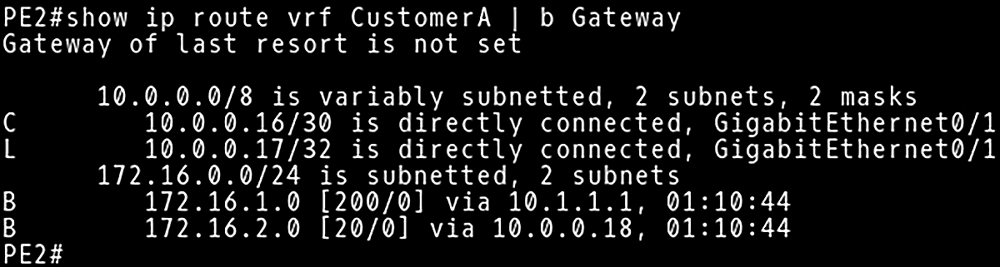 PE2#show ip route vrf CustomerA | b Gateway
Gateway of last resort is not set
10.0.0.0/8 is variably subnetted, 2 subnets, 2 masks
C 10.0.0.16/30 is directly connected, GigabitEthernet0/1
L 10.0.0.17/32 is directly connected, GigabitEthernet0/1
172.16.0.0/24 is subnetted, 2 subnets
B 172.16.1.0 [200/0] via 10.1.1.1, 01:10:44
B 172.16.2.0 [20/0] via 10.0.0.18, 01:10:44
PE2#